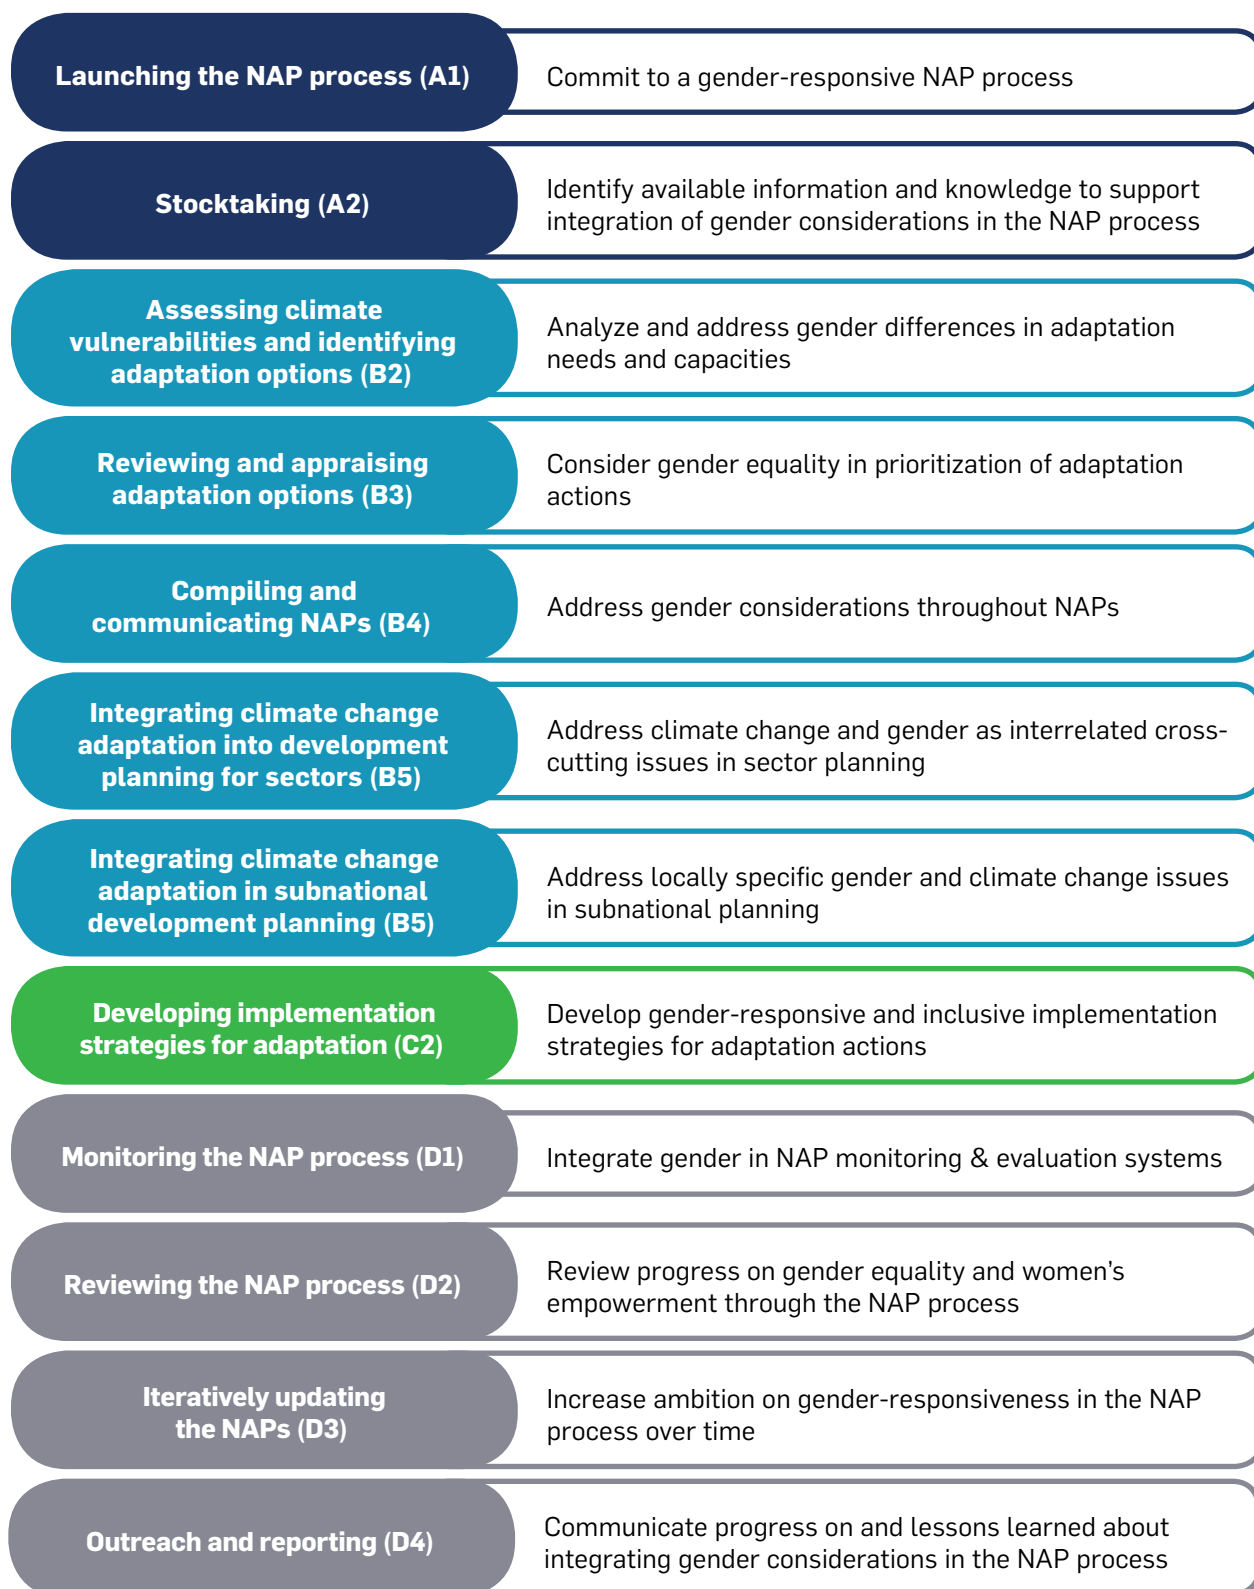 Launching the NAP process (A1)
Commit to a gender-responsive NAP process
Stocktaking (A2)
Identify available information and knowledge to support
integration of gender considerations in the NAP process
Assessing climate
vulnerabilities and identifying
adaptation options (B2)
Analyze and address gender differences in adaptation
needs and capacities
Reviewing and appraising
adaptation options (B3)
Consider gender equality in prioritization of adaptation
actions
Compiling and
communicating NAPs (B4)
Address gender considerations throughout NAPs
Integrating climate change
adaptation into development
planning for sectors (B5)
Address climate change and gender as interrelated cross-
cutting issues in sector planning
Integrating climate change
adaptation in subnational
development planning (B5)
Address locally specific gender and climate change issues
in subnational planning
Developing implementation
strategies for adaptation (C2)
Develop gender-responsive and inclusive implementation
strategies for adaptation actions
Monitoring the NAP process (D1)
Integrate gender in NAP monitoring & evaluation systems
Reviewing the NAP process (D2)
Review progress on gender equality and women’s
empowerment through the NAP process
Iteratively updating
the NAPs (D3)
Increase ambition on gender-responsiveness in the NAP
process over time
Outreach and reporting (D4)
Communicate progress on and lessons learned about
integrating gender considerations in the NAP process